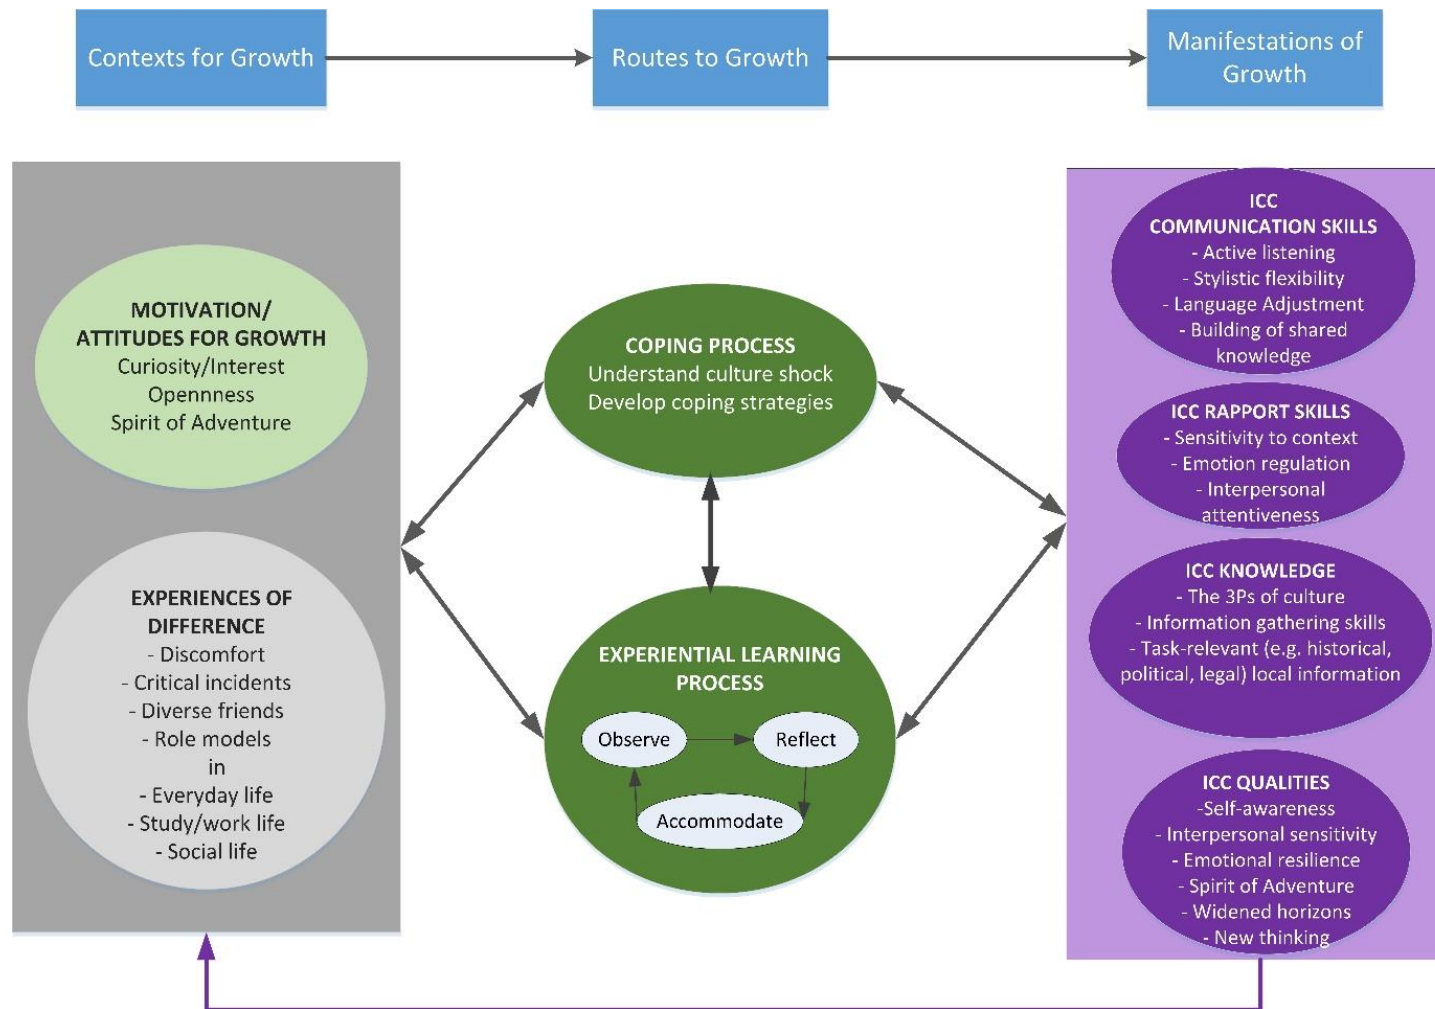 Contexts for Growth
Routes to Growth
Manifestations of
Growth
MOTIVATION/
ATTITUDES FOR GROWTH
Curiosity/Interest
Opennness
Spirit of Adventure
EXPERIENCES OF
DIFFERENCE
- Discomfort
- Critical incidents
- Diverse friends
- Role models
in
- Everyday life
- Study/work life
- Social life
COPING PROCESS
Understand culture shock
Develop coping strategies
EXPERIENTIAL LEARNING
PROCESS
Observe
Reflect
Accommodate
ICC
COMMUNICATION SKILLS
- Active listening
- Stylistic flexibility
- Language Adjustment
- Building of shared
knowledge
ICC RAPPORT SKILLS
- Sensitivity to context
- Emotion regulation
- Interpersonal
attentiveness
ICC KNOWLEDGE
- The 3Ps of culture
- Information gathering skills
- Task-relevant (e.g. historical,
political, legal) local information
ICC QUALITIES
-Self-awareness
- Interpersonal sensitivity
- Emotional resilience
- Spirit of Adventure
- Widened horizons
- New thinking